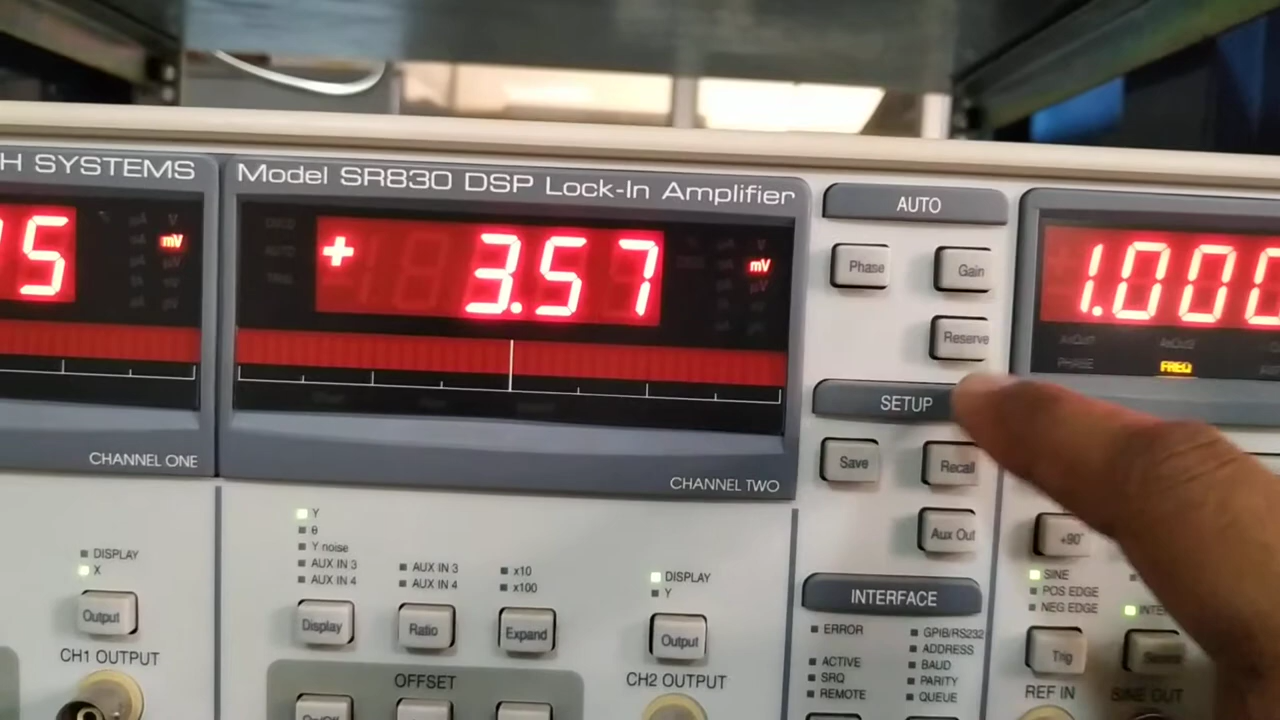 H SYSTEMS
Model SR830 DSP Lock-In Amplifier
5
mV
+ 3.57
mV
AUTO
Phase
Gain
Reserve
1.000
FREQ
SETUP
Save
Recall
Aux Out
CHANNEL ONE
CHANNEL TWO
DISPLAY
X
Output
CH1 OUTPUT
Y
θ
Y noise
AUX IN 3
AUX IN 4
Display
AUX IN 3
AUX IN 4
Ratio
x10
x100
Expand
DISPLAY
Y
Output
CH2 OUTPUT
OFFSET
INTERFACE
ERROR
ACTIVE
SRQ
REMOTE
GPIB/RS232
ADDRESS
BAUD
PARITY
QUEUE
+90°
SINE
POS EDGE
NEG EDGE
Trig
REF IN
SINE OUT